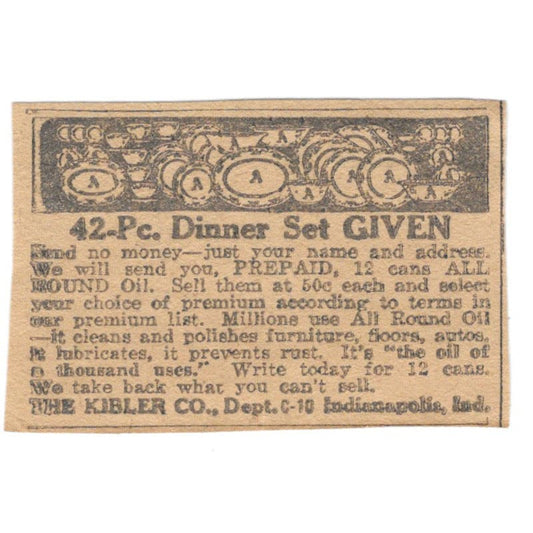 42-Pc. Dinner Set GIVEN
Send no money—just your name and address.
We will send you, PREPAID, 12 cans ALL
ROUND Oil. Sell them at 50c each and select
your choice of premium according to terms in
our premium list. Millions use All Round Oil
—it cleans and polishes furniture, floors, autos.
It lubricates, it prevents rust. It's "the oil of
a thousand uses." Write today for 12 cans.
We take back what you can't sell.
THE KIBLER CO., Dept. C-10 Indianapolis, Ind.